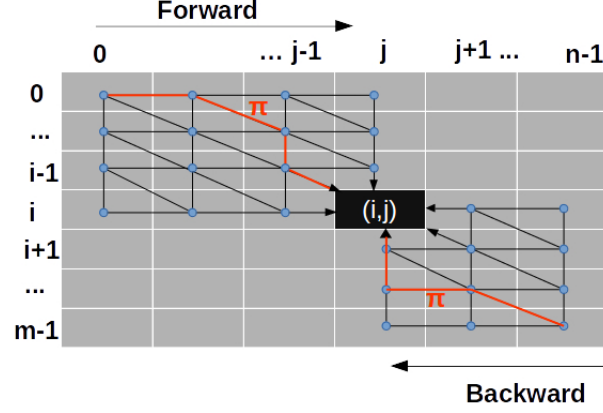 Forward
0 ... j-1 j j+1 ... n-1
0
π
...
i-1
i (i,j)
i+1
...
π
m-1
Backward